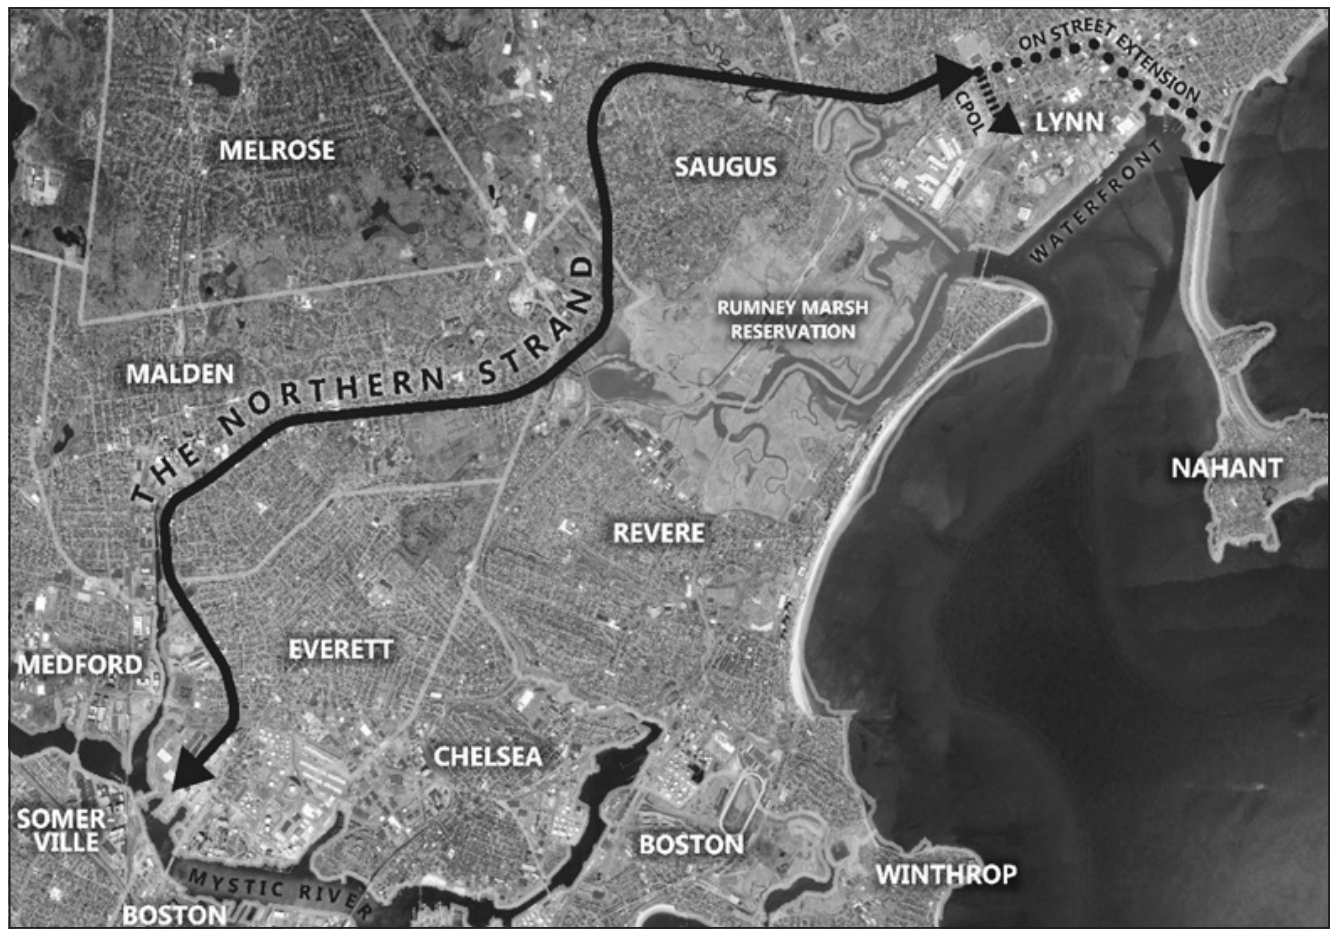 ON STREET EXTENSION
CPOL
LYNN
MELROSE
SAUGUS
WATERFRONT
RUMNEY MARSH
RESERVATION
MALDEN
THE NORTHERN STRAND
NAHANT
REVERE
EVERETT
MEDFORD
CHELSEA
SOMER-
VILLE
BOSTON
WINTHROP
MYSTIC RIVER
BOSTON